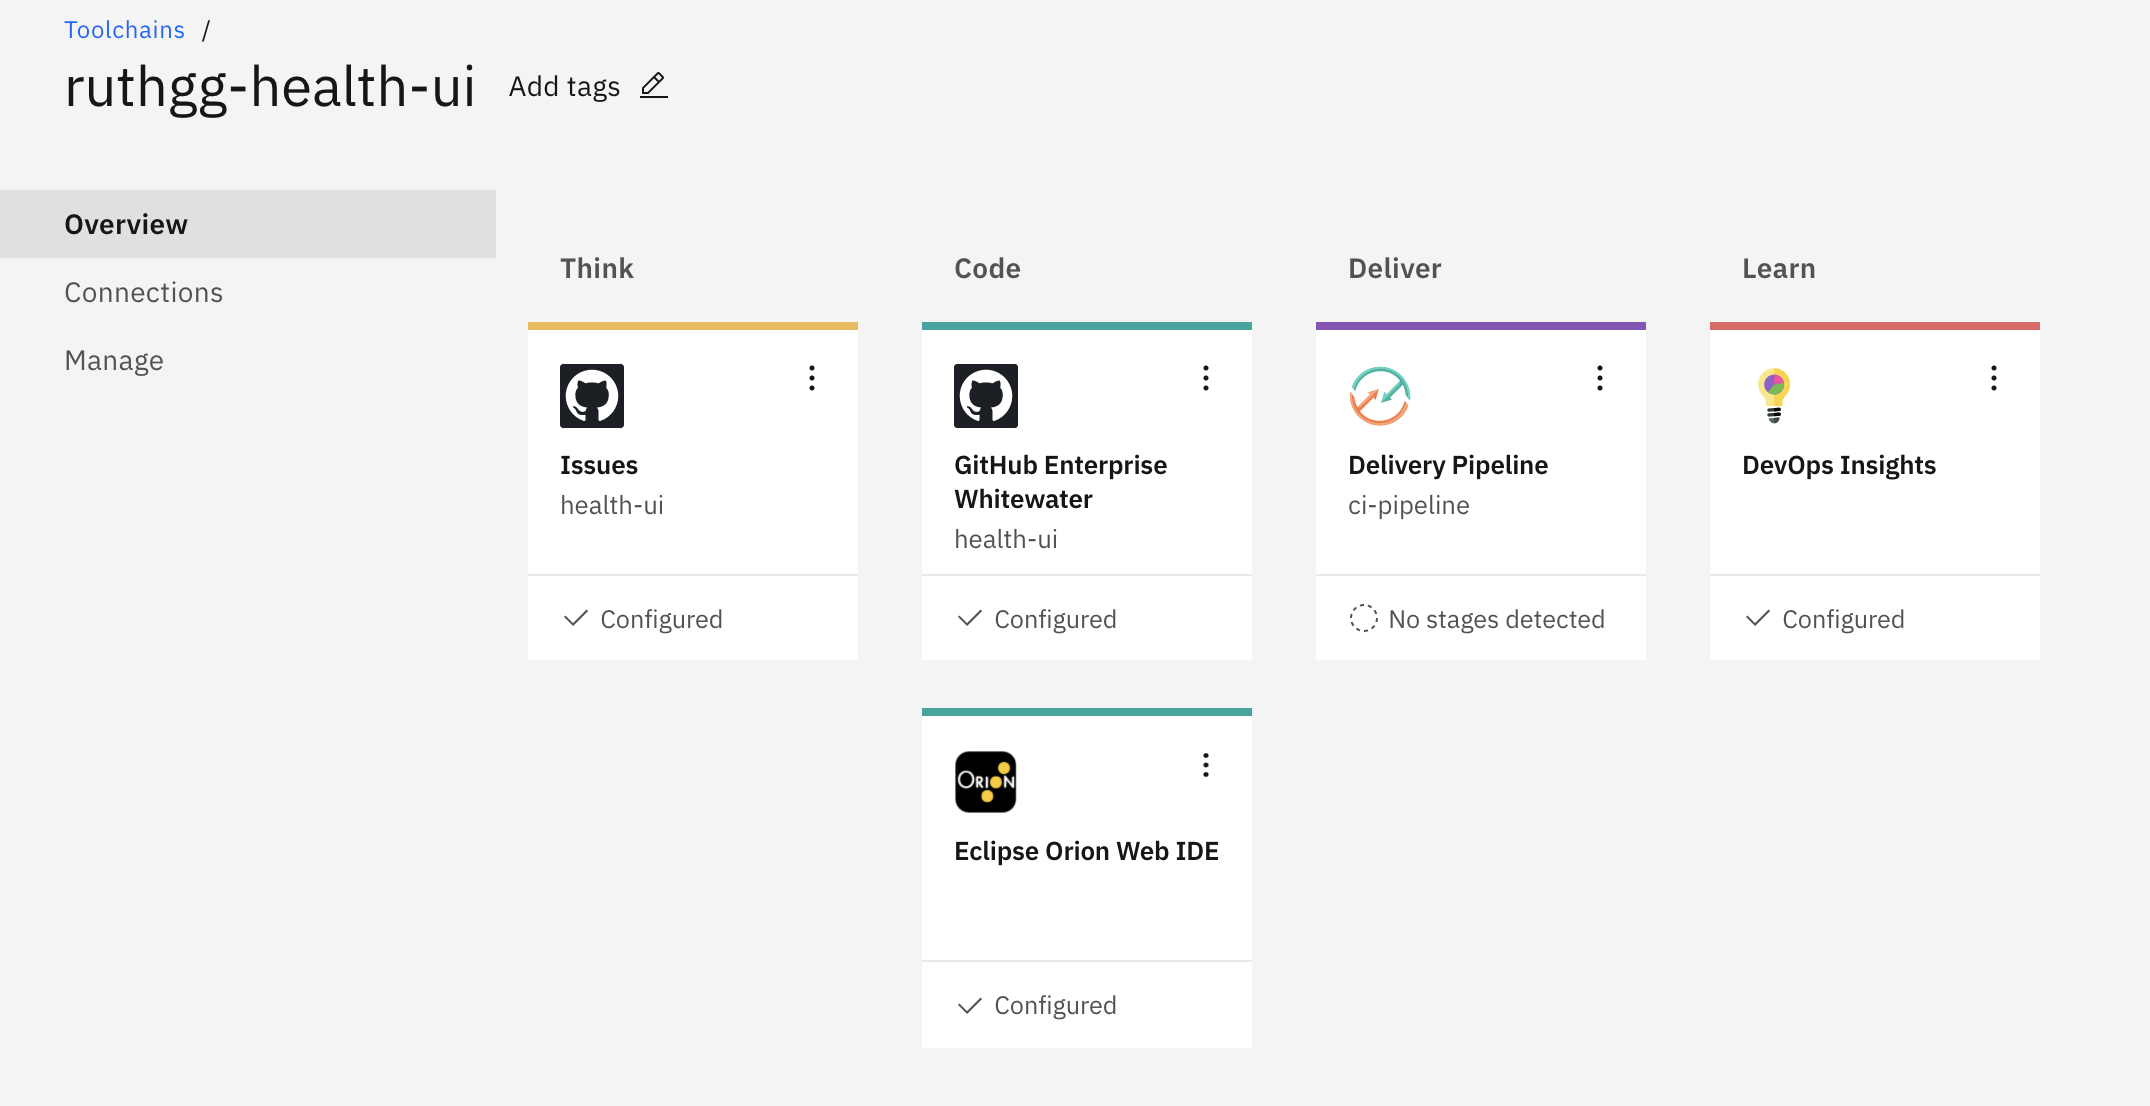 Toolchains /
ruthgg-health-ui Add tags
Overview
Connections
Manage
Think
Issues
health-ui
Configured
Code
GitHub Enterprise
Whitewater
health-ui
Configured
ORION
Eclipse Orion Web IDE
Configured
Deliver
Delivery Pipeline
ci-pipeline
No stages detected
Learn
DevOps Insights
Configured